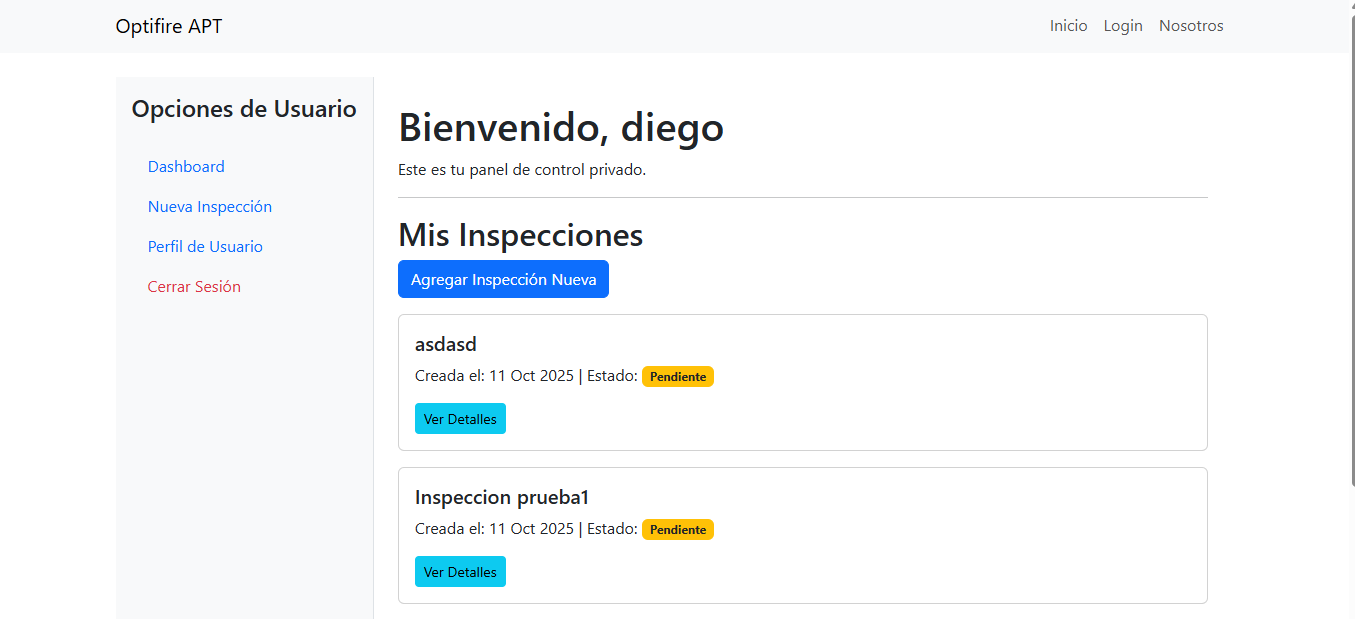 Optifire APT
Inicio Login Nosotros
Opciones de Usuario
Dashboard
Nueva Inspección
Perfil de Usuario
Cerrar Sesión
Bienvenido, diego
Este es tu panel de control privado.
Mis Inspecciones
Agregar Inspección Nueva
asdasd
Creada el: 11 Oct 2025 | Estado: Pendiente
Ver Detalles
Inspeccion prueba1
Creada el: 11 Oct 2025 | Estado: Pendiente
Ver Detalles